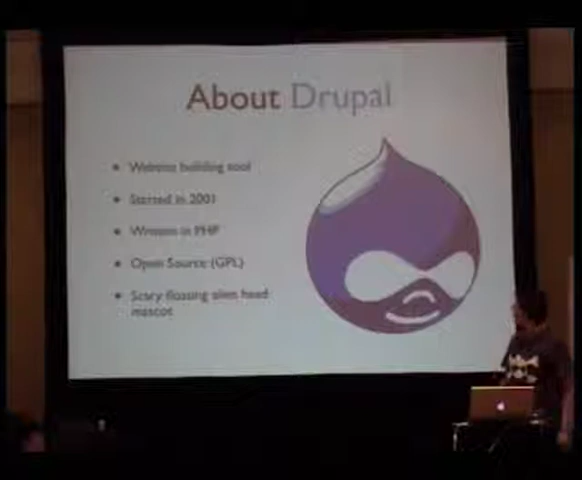 About Drupal
Website building tool
Started in 2001
Written in PHP
Open Source (GPL)
Scary floating alien head
mascot